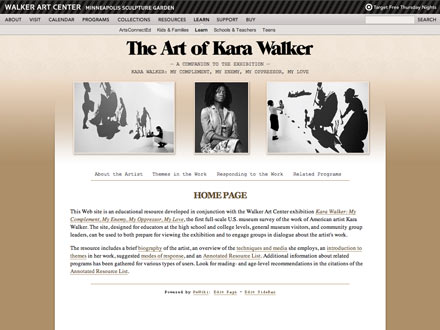 WALKER ART CENTER MINNEAPOLIS SCULPTURE GARDEN
Target Free Thursday Nights
ABOUT VISIT CALENDAR PROGRAMS COLLECTIONS RESOURCES LEARN SUPPORT BUY
SEARCH
ArtsConnectEd Kids & Families Learn Schools & Teachers Teens
The Art of Kara Walker
— A COMPANION TO THE EXHIBITION —
KARA WALKER: MY COMPLEMENT, MY ENEMY, MY OPPRESSOR, MY LOVE
About the Artist Themes in the Work Responding to the Work Related Programs
HOME PAGE
This Web site is an educational resource developed in conjunction with the Walker Art Center exhibition Kara Walker: My
Complement, My Enemy, My Oppressor, My Love, the first full-scale U.S. museum survey of the work of American artist Kara
Walker. The site, designed for educators at the high school and college levels, general museum visitors, and community group
leaders, can be used to both prepare for viewing the exhibition and to engage groups in dialogue about the artist's work.
The resource includes a brief biography of the artist, an overview of the techniques and media she employs, an introduction to
themes in her work, suggested modes of response, and an Annotated Resource List. Additional information about related
programs has been gathered for various types of users. Look for reading- and age-level recommendations in the citations of the
Annotated Resource List.
Powered by PmWiki: Edit Page - Edit SideBar